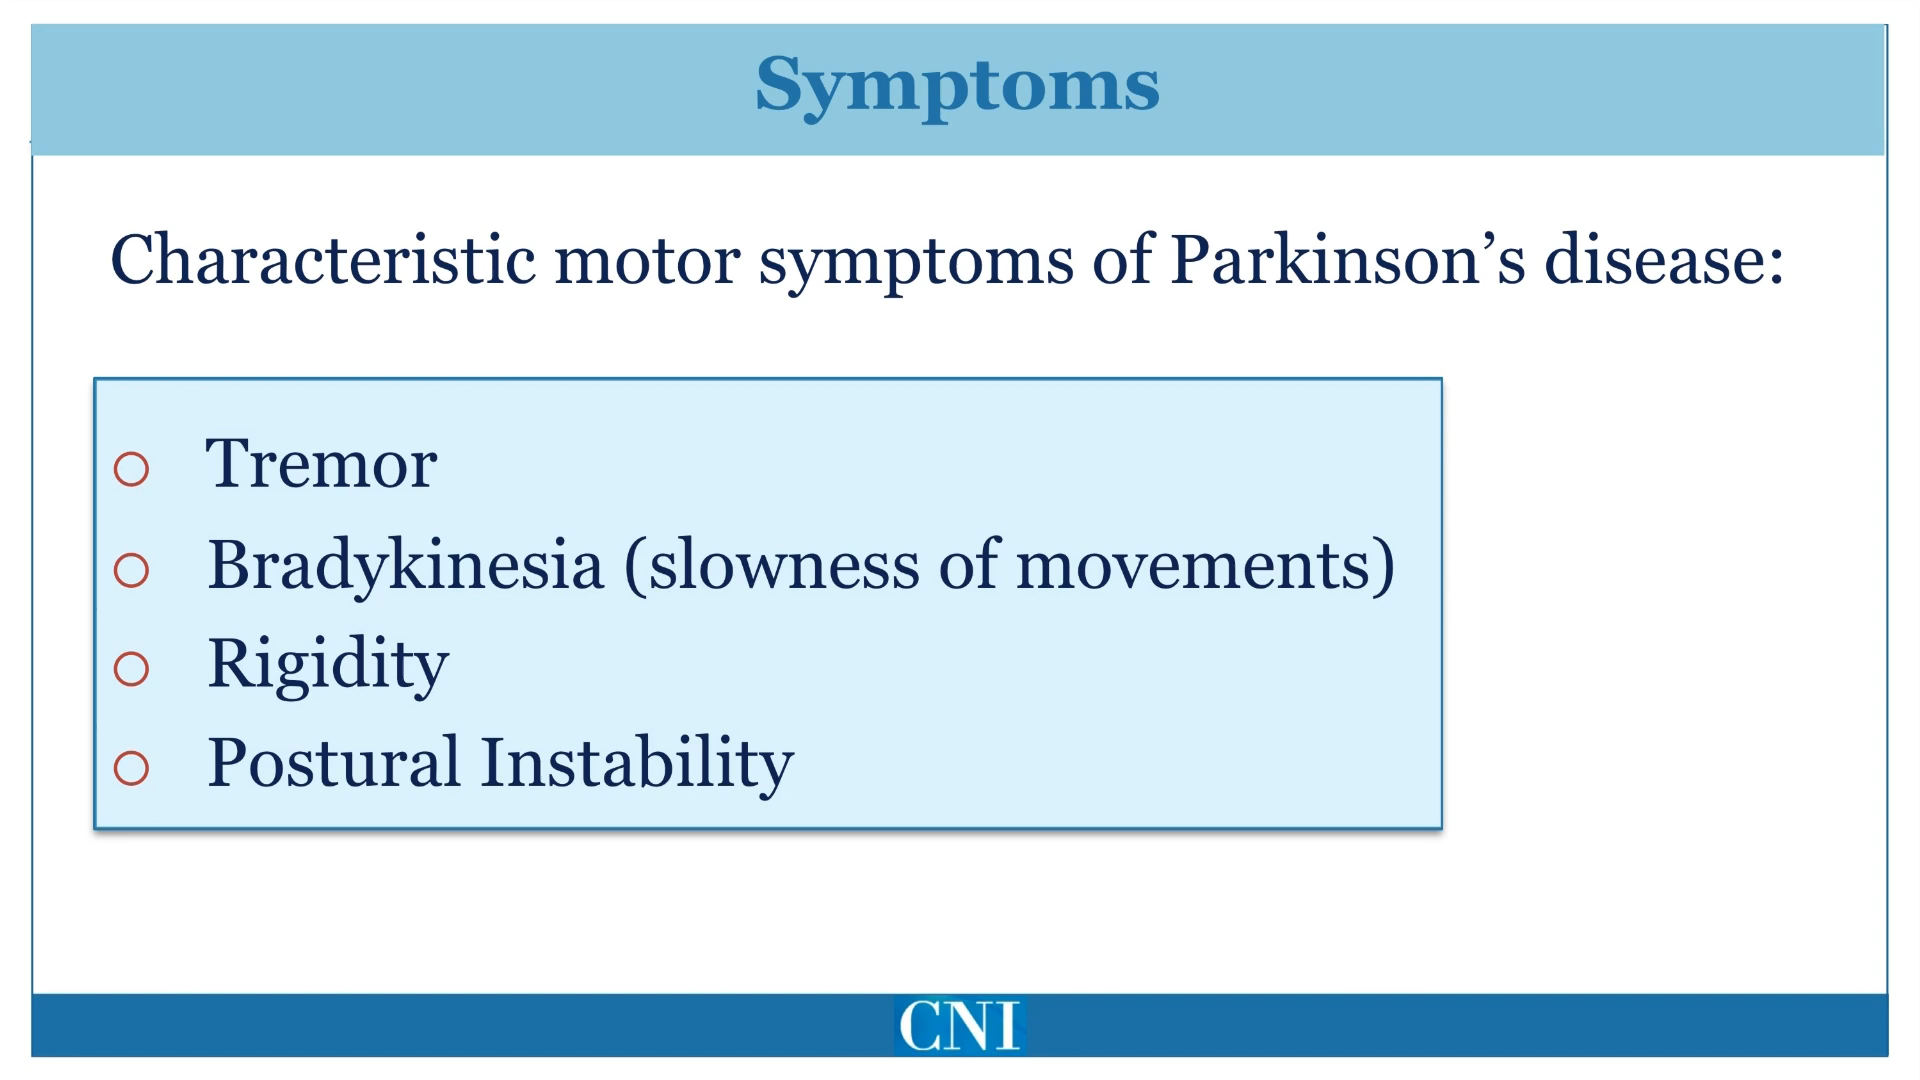 Symptoms
Characteristic motor symptoms of Parkinson’s disease:
Tremor
Bradykinesia (slowness of movements)
Rigidity
Postural Instability
CNI